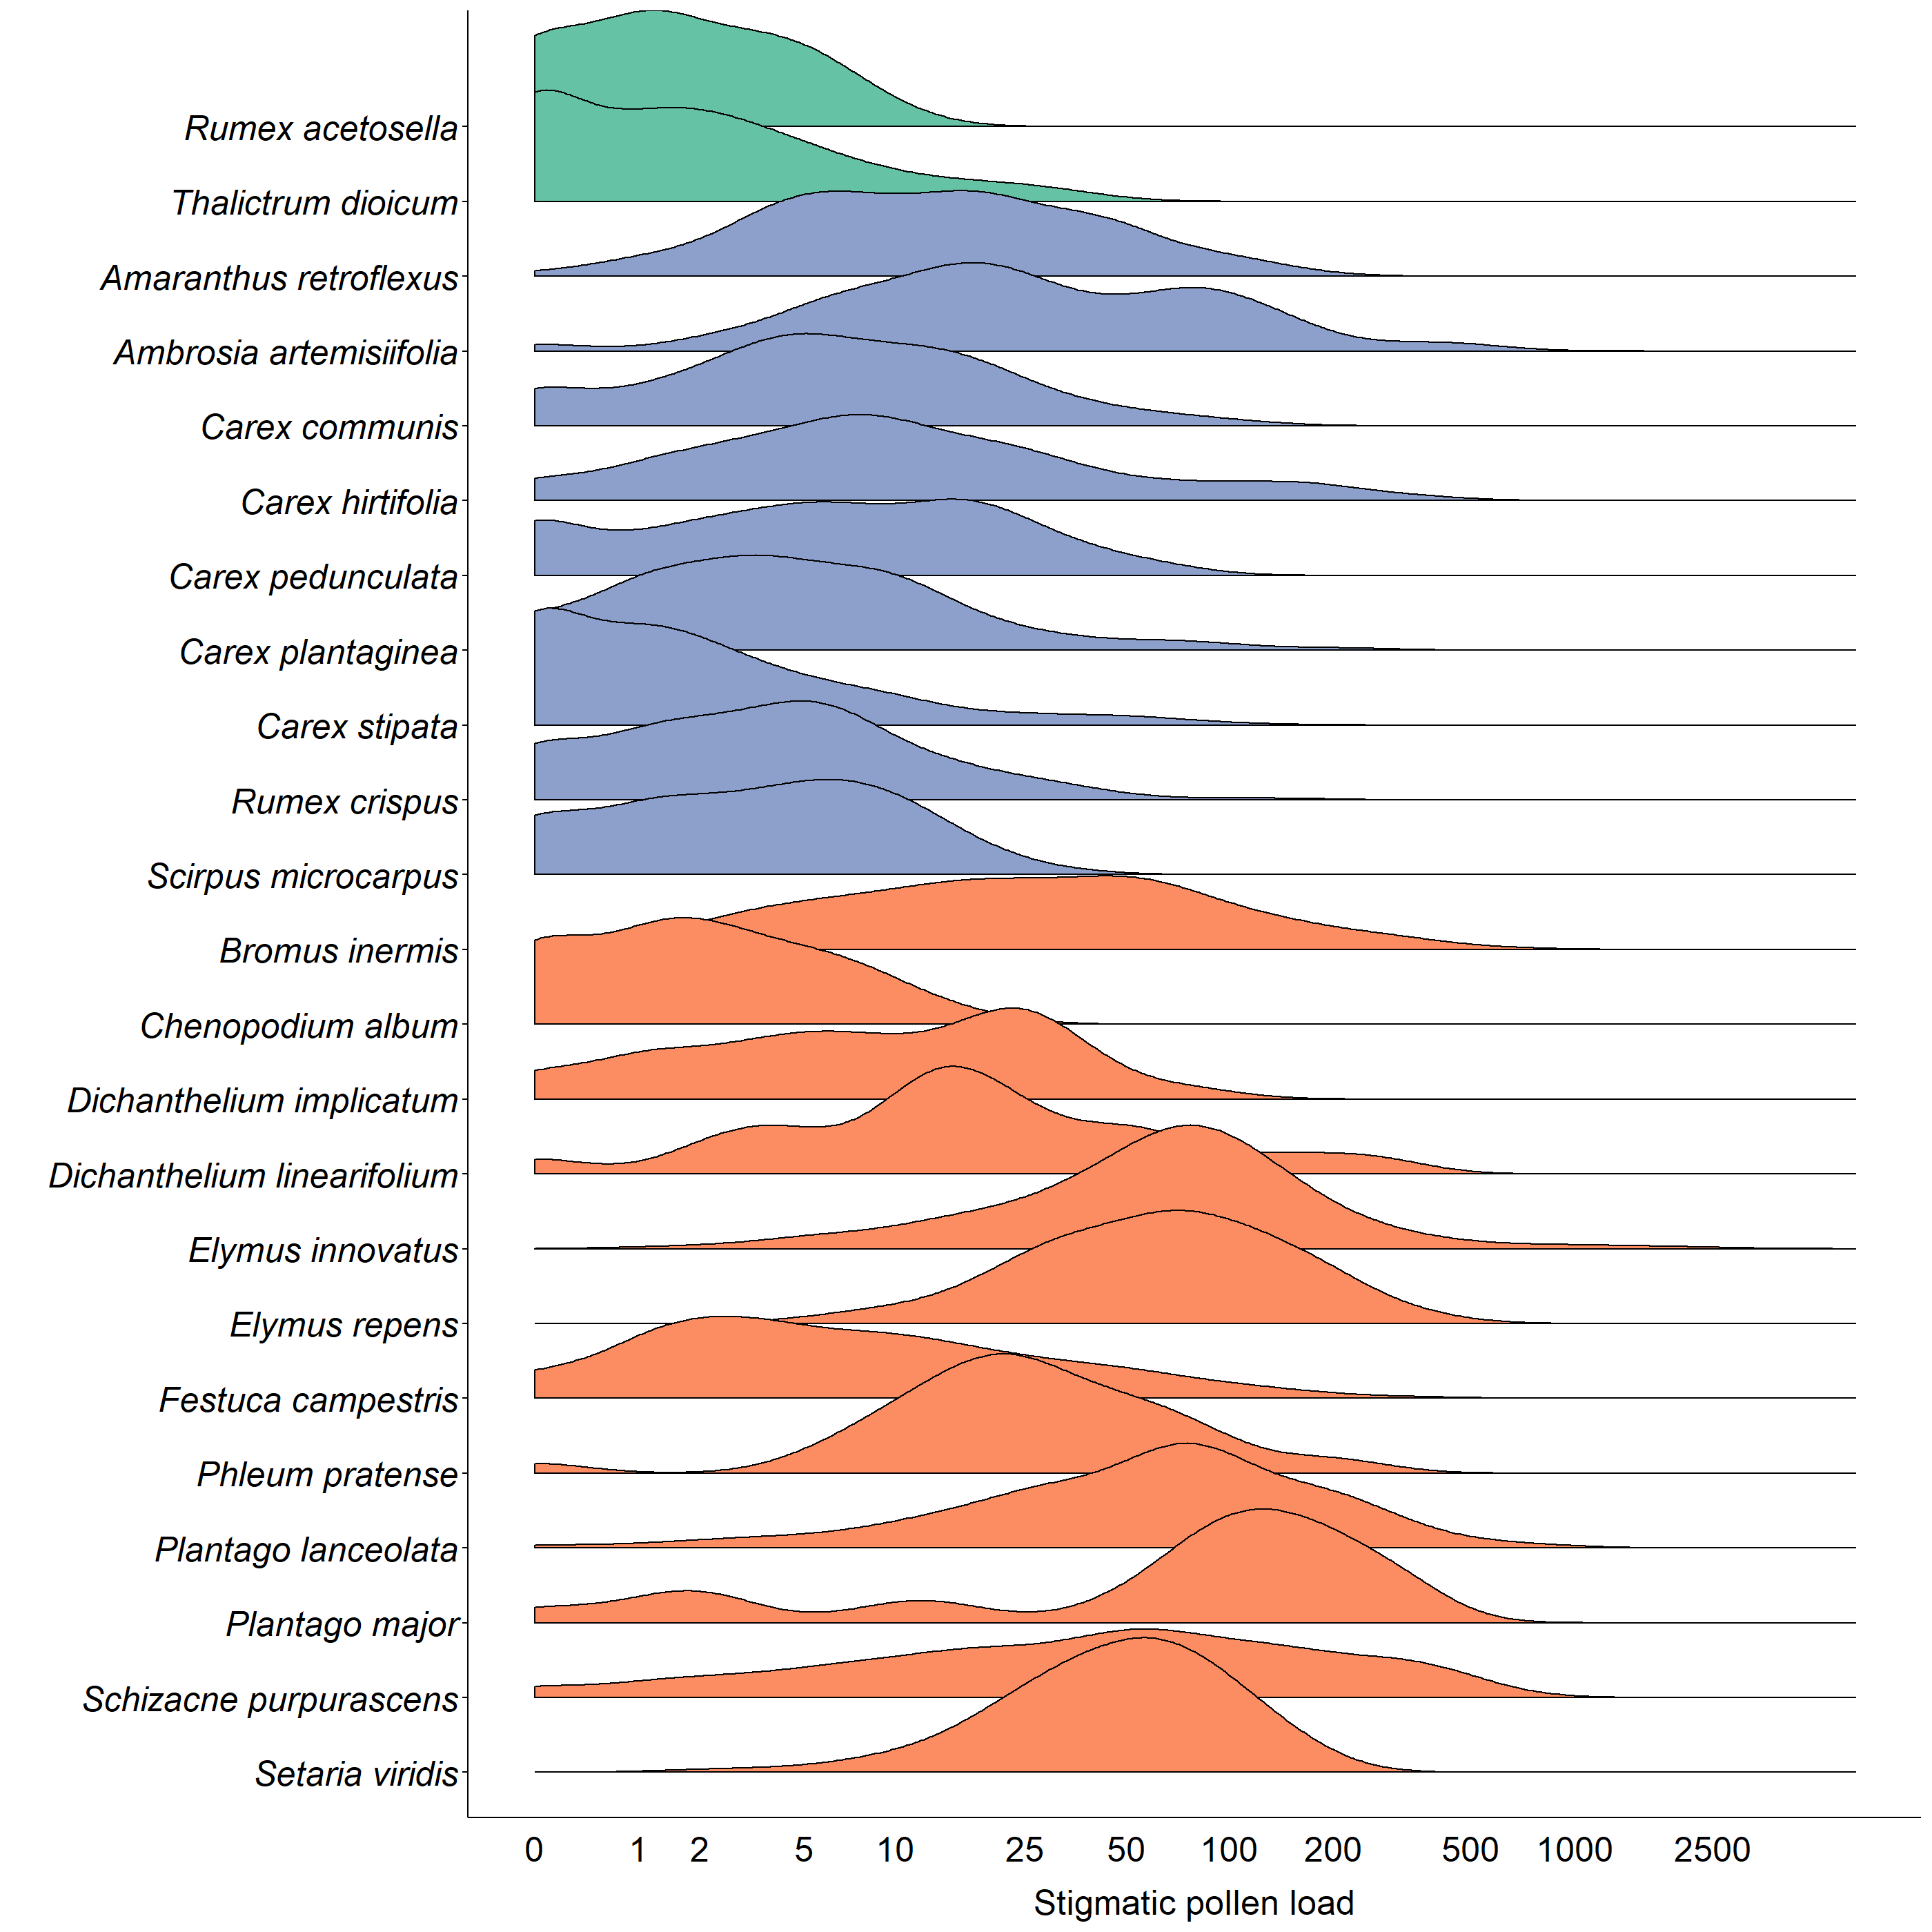 Rumex acetosella
Thalictrum dioicum
Amaranthus retroflexus
Ambrosia artemisiifolia
Carex communis
Carex hirtifolia
Carex pedunculata
Carex plantaginea
Carex stipata
Rumex crispus
Scirpus microcarpus
Bromus inermis
Chenopodium album
Dichanthelium implicatum
Dichanthelium linearifolium
Elymus innovatus
Elymus repens
Festuca campestris
Phleum pratense
Plantago lanceolata
Plantago major
Schizacne purpurascens
Setaria viridis
0 1 2 5 10 25 50 100 200 500 1000 2500
Stigmatic pollen load